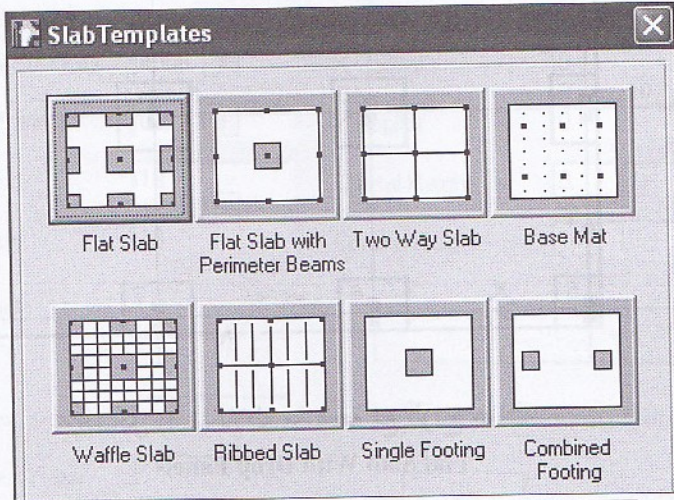 SlabTemplates
Flat Slab
Flat Slab with
Perimeter Beams
Two Way Slab
Base Mat
Waffle Slab
Ribbed Slab
Single Footing
Combined
Footing